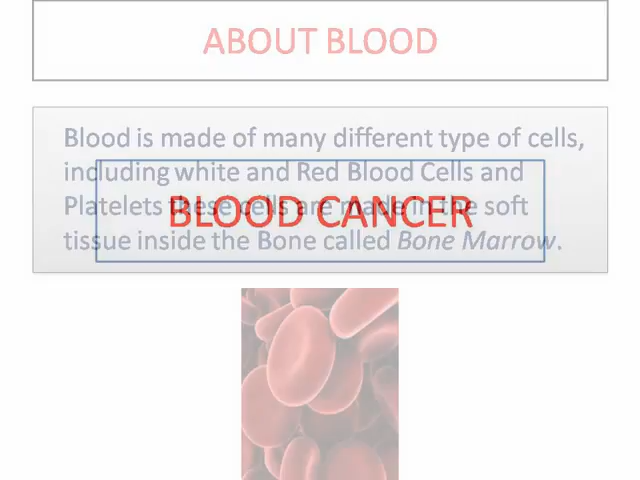 ABOUT BLOOD
Blood is made of many different type of cells,
including white and Red Blood Cells and
Platelets these cells are made in the soft
BLOOD CANCER
tissue inside the Bone called Bone Marrow.